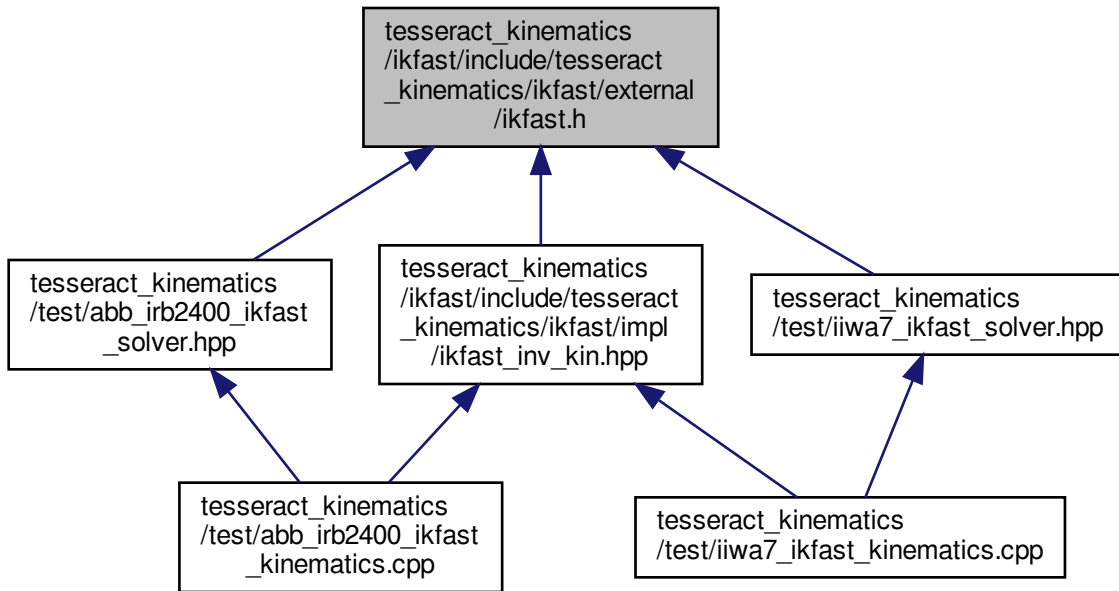 tesseract_kinematics
/ikfast/include/tesseract
_kinematics/ikfast/external
/ikfast.h
tesseract_kinematics
/test/abb_irb2400_ikfast
_solver.hpp
tesseract_kinematics
/ikfast/include/tesseract
_kinematics/ikfast/impl
/ikfast_inv_kin.hpp
tesseract_kinematics
/test/iiwa7_ikfast_solver.hpp
tesseract_kinematics
/test/abb_irb2400_ikfast
_kinematics.cpp
tesseract_kinematics
/test/iiwa7_ikfast_kinematics.cpp